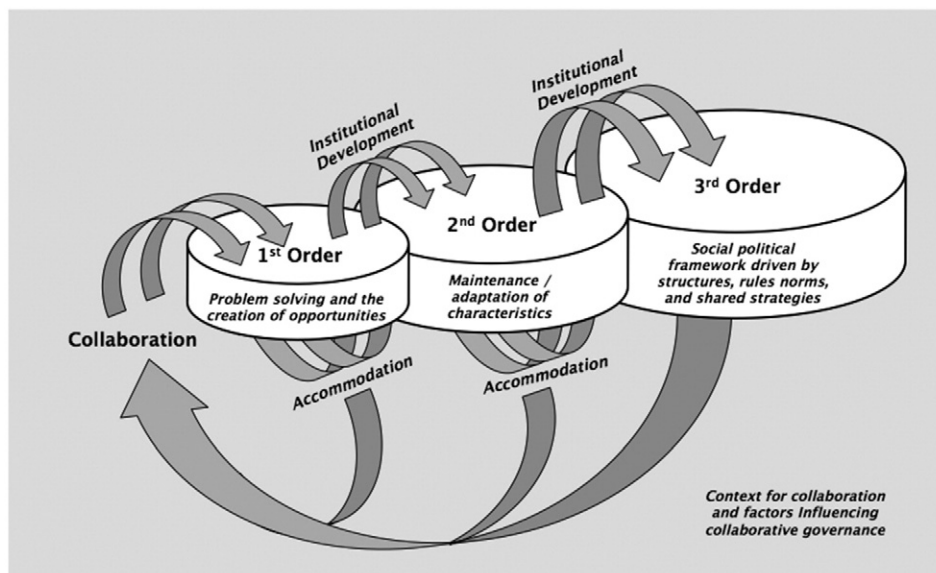 Institutional
Development
Institutional
Development
3rd Order
2nd Order
1st Order
Social political
framework driven by
structures, rules norms,
and shared strategies
Maintenance /
adaptation of
characteristics
Problem solving and the
creation of opportunities
Collaboration
Accommodation
Accommodation
Context for collaboration
and factors Influencing
collaborative governance